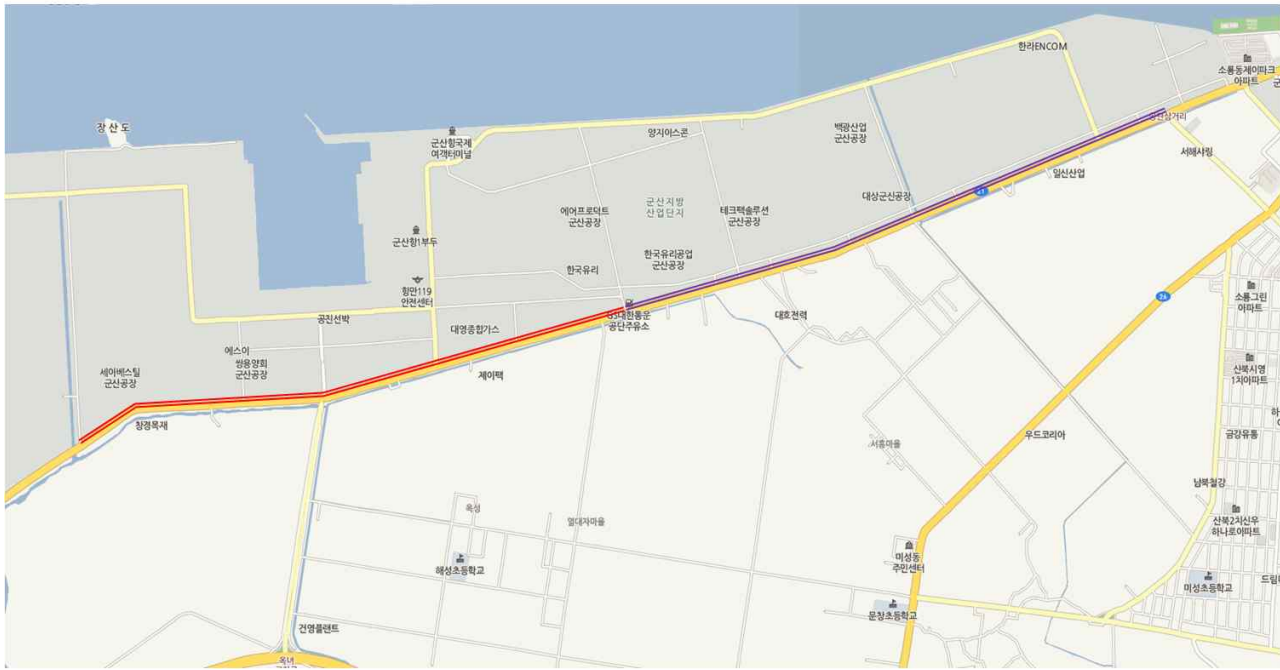 한라ENCOM
소룡동제이파크
아파트
장산도
군산항국제
여객터미널
양지아스콘
백광산업
군산공장
서해사링
일신산업
대상군산공장
21
에어프로덕트
군산공장
군산지방
산업단지
테크팩솔루션
군산공장
군산항1부두
한국유리공업
군산공장
한국유리
항만119
안전센터
26
소룡그린
아파트
GS대한통운
공단주유소
대호전력
공진선박
대영종합가스
에스이
쌍용양회
군산공장
세아베스틸
군산공장
제이팩
산북시영
1차아파트
창경목재
우드코리아
금강유통
서흥마을
남북철강
옥성
열대자마을
산북2차신우
하나로아파트
미성동
주민센터
해성초등학교
미성초등학교
드림
문창초등학교
건영플랜트
옥녀